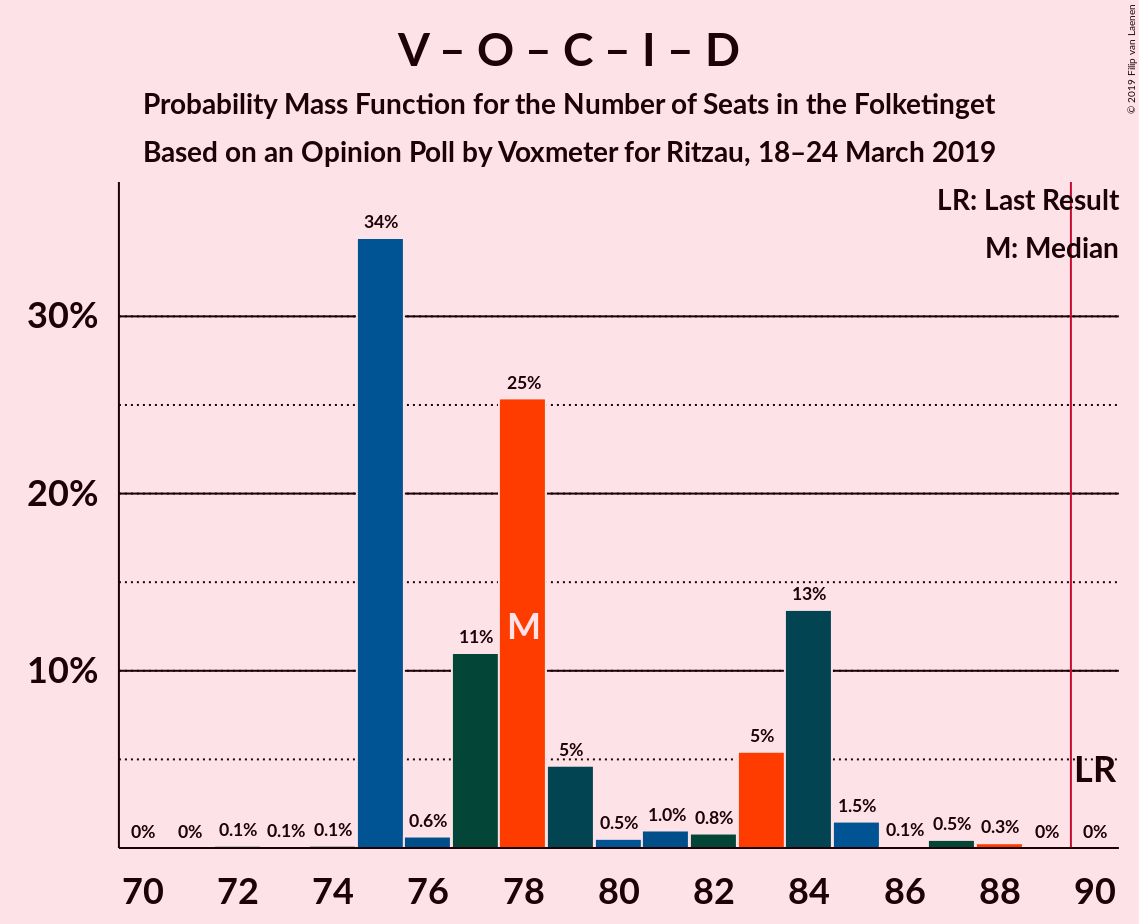 V – O – C – I – D
Probability Mass Function for the Number of Seats in the Folketinget
Based on an Opinion Poll by Voxmeter for Ritzau, 18–24 March 2019
© 2019 Filip van Laenen
LR: Last Result
M: Median
30%
20%
10%
0%
0%
0.1%
0.1%
0.1%
34%
0.6%
11%
25%
5%
0.5%
1.0%
0.8%
5%
13%
1.5%
0.1%
0.5%
0.3%
0%
0%
M
LR
70 72 74 76 78 80 82 84 86 88 90